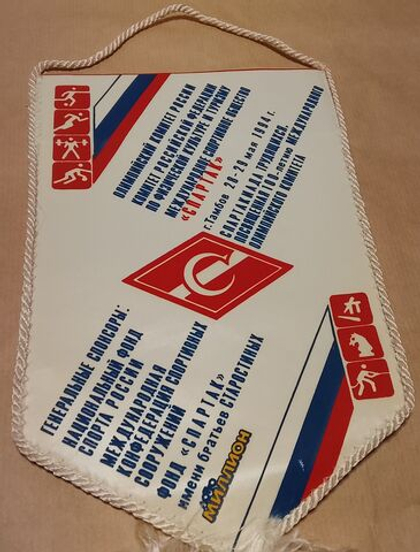 ОЛИМПИЙСКИЙ КОМИТЕТ РОССИИ
КОМИТЕТ РОССИЙСКОЙ ФЕДЕРАЦИИ
ПО ФИЗИЧЕСКОЙ КУЛЬТУРЕ И ТУРИЗМУ
МЕЖДУНАРОДНОЕ СПОРТИВНОЕ ОБЩЕСТВО
«СПАРТАК»
г. Тамбов 28-29 мая 1994 г.
СПАРТАКИАДА ТРУДЯЩИХСЯ,
ПОСВЯЩЕННАЯ 100-летию МЕЖДУНАРОДНОГО
ОЛИМПИЙСКОГО КОМИТЕТА
ГЕНЕРАЛЬНЫЕ СПОНСОРЫ:
НАЦИОНАЛЬНЫЙ ФОНД
СПОРТА РОССИИ
МЕЖДУНАРОДНАЯ
КОНФЕДЕРАЦИЯ СПОРТИВНЫХ
СООРУЖЕНИЙ
ФОНД «СПАРТАК»
имени братьев СТАРОСТИНЫХ
МИЛЛИОН